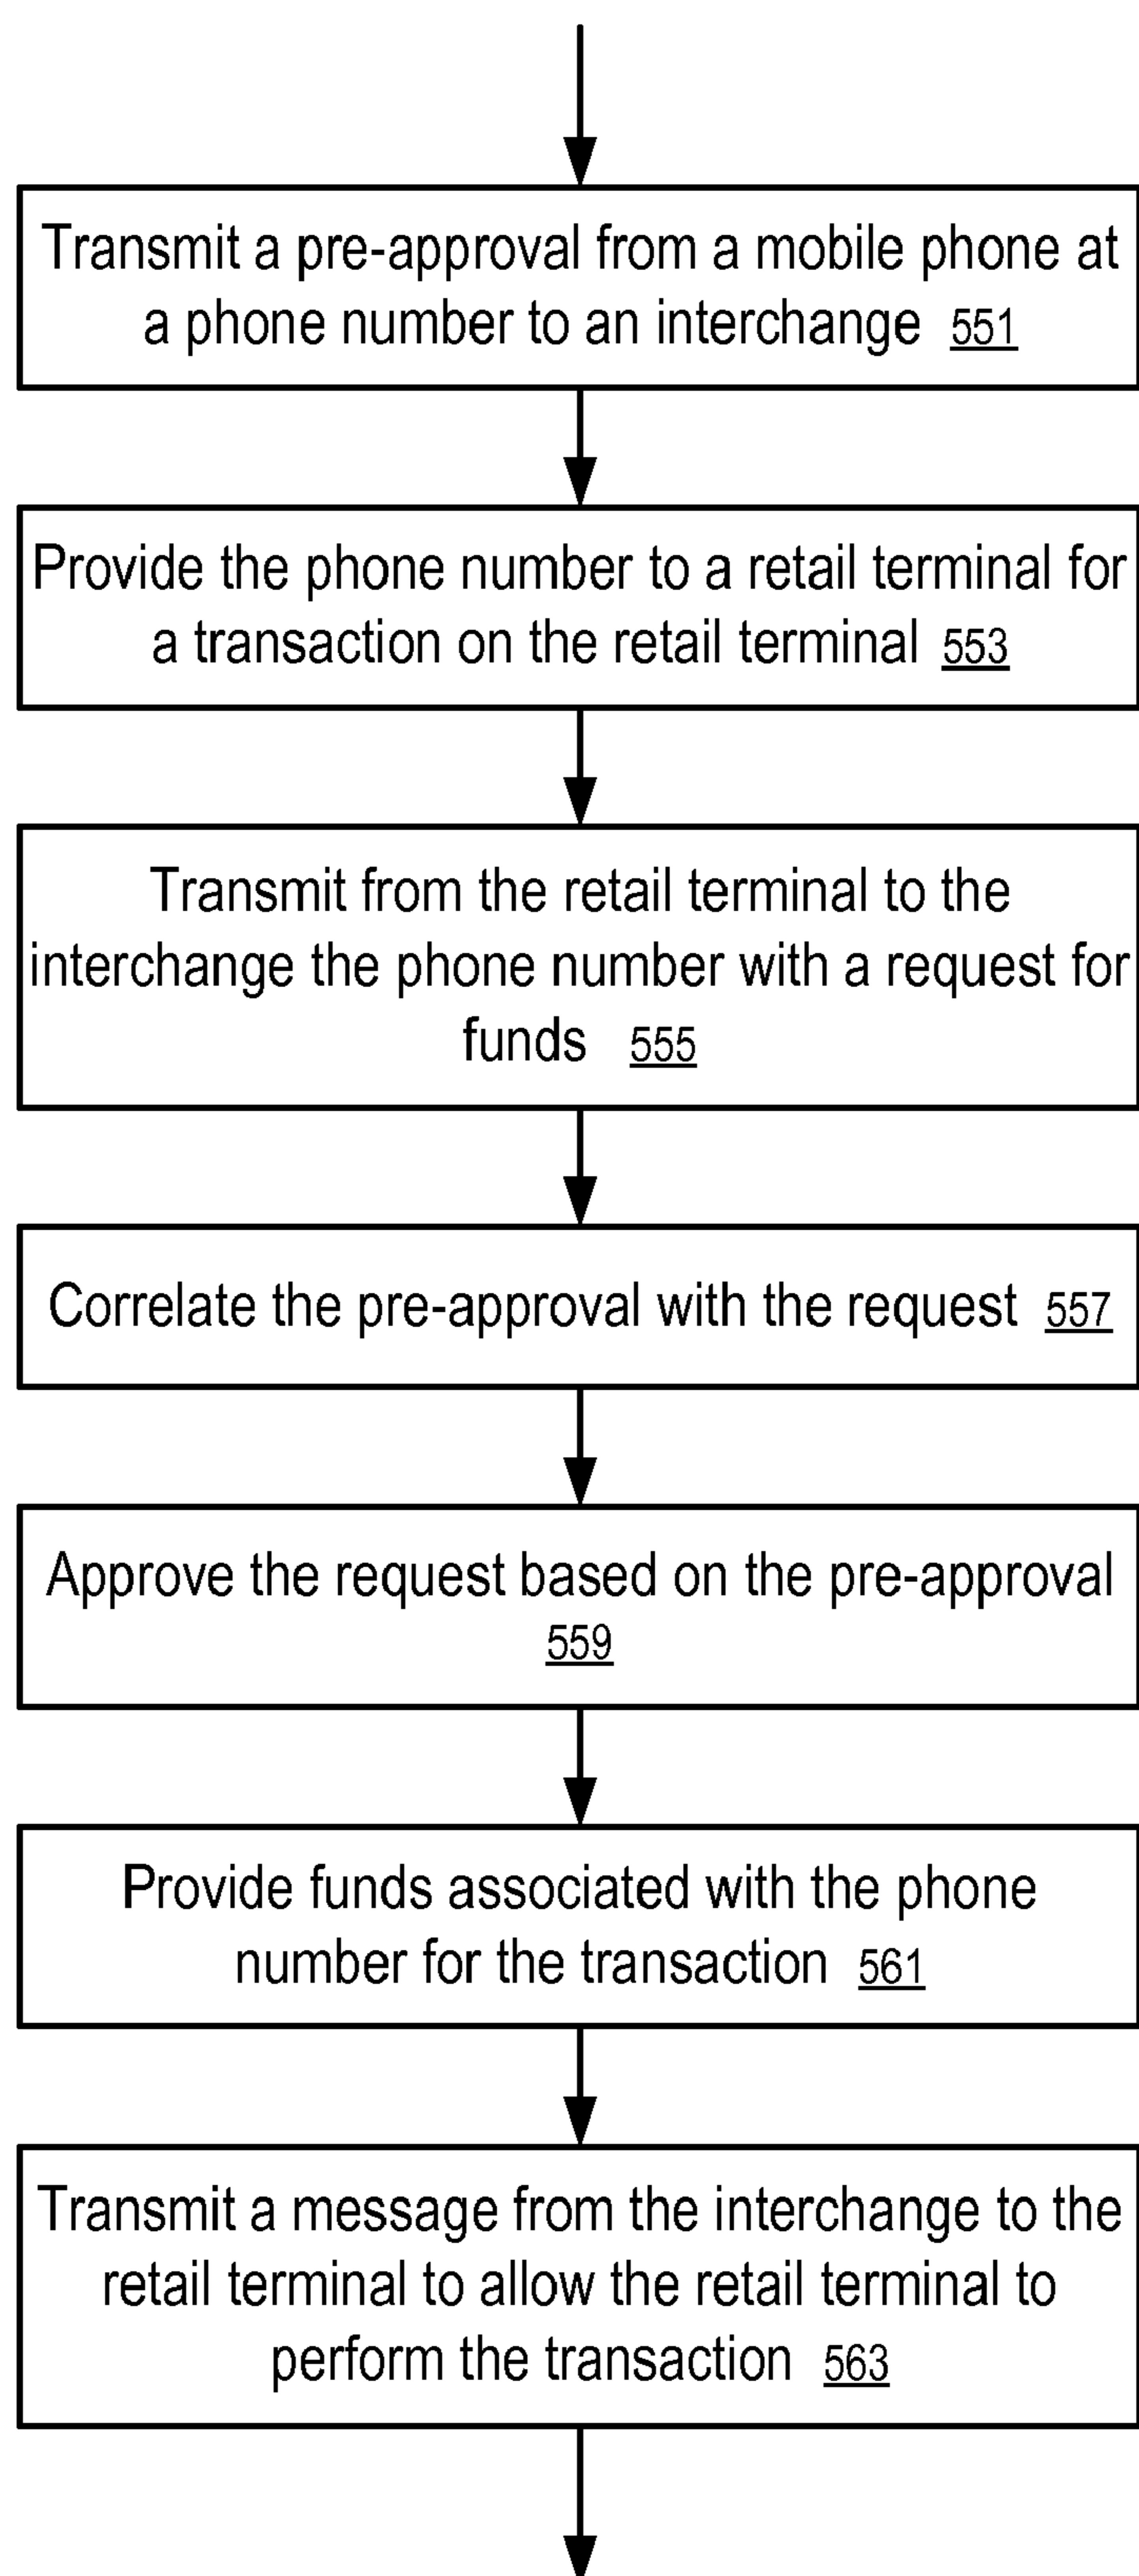 Transmit a pre-approval from a mobile phone at
a phone number to an interchange 551
Provide the phone number to a retail terminal for
a transaction on the retail terminal 553
Transmit from the retail terminal to the
interchange the phone number with a request for
funds 555
Correlate the pre-approval with the request 557
Approve the request based on the pre-approval
559
Provide funds associated with the phone
number for the transaction 561
Transmit a message from the interchange to the
retail terminal to allow the retail terminal to
perform the transaction 563